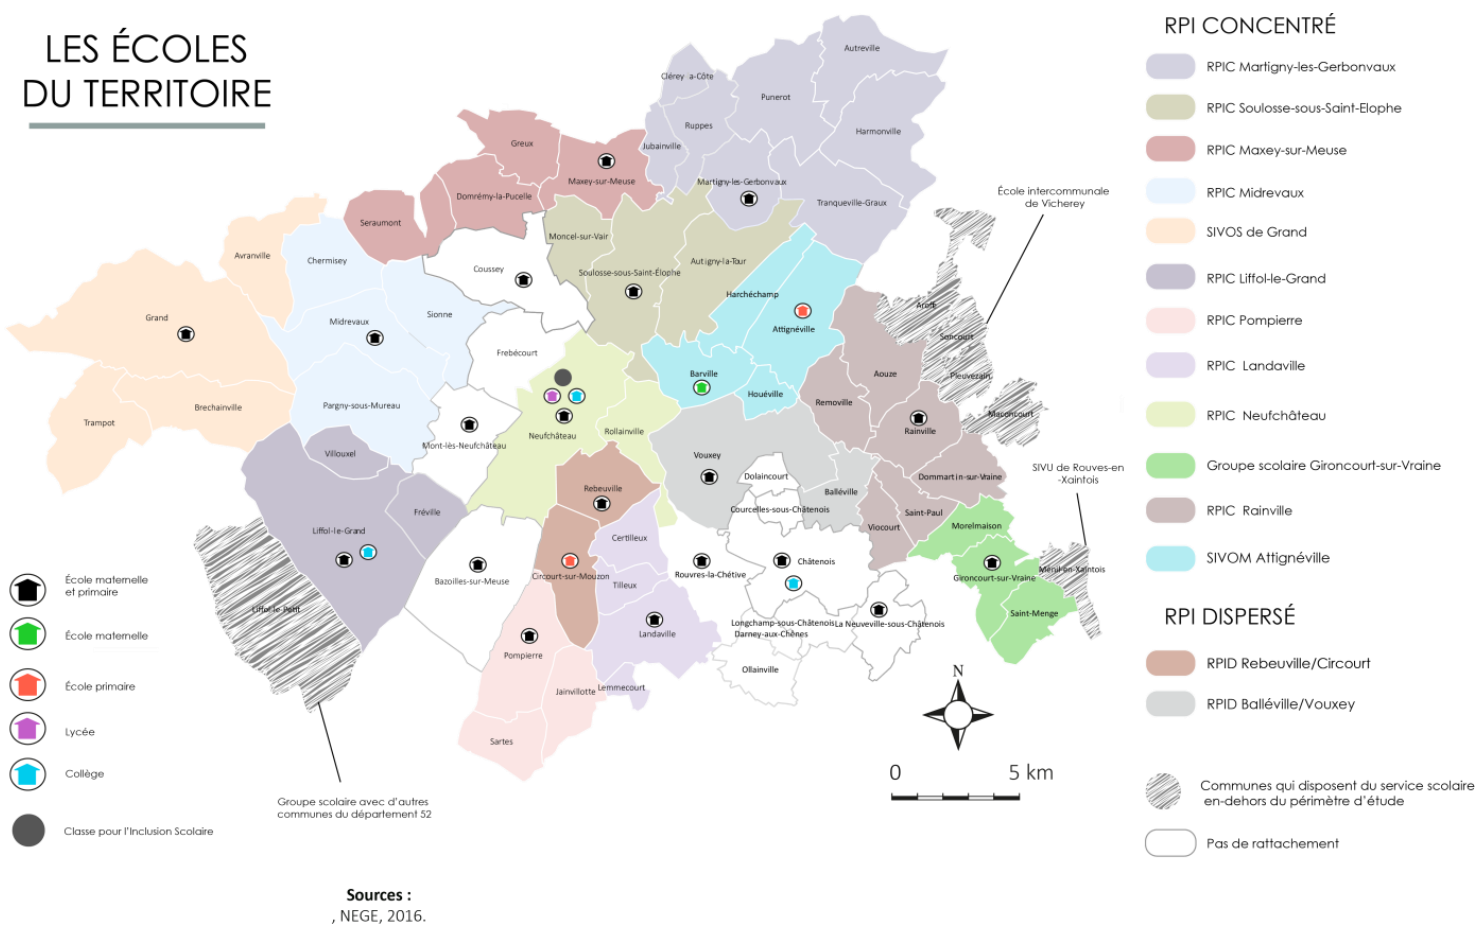 LES ÉCOLES
DU TERRITOIRE
RPI CONCENTRÉ
RPIC Martigny-les-Gerbonvaux
RPIC Soulosse-sous-Saint-Elophe
RPIC Maxey-sur-Meuse
RPIC Midrevaux
SIVOS de Grand
RPIC Liffol-le-Grand
RPIC Pompierre
RPIC Landaville
RPIC Neufchâteau
Groupe scolaire Gironcourt-sur-Vraine
RPIC Rainville
SIVOM Attignéville
RPI DISPERSÉ
RPID Rebeuville/Circourt
RPID Balléville/Vouxey
Communes qui disposent du service scolaire
en-dehors du périmètre d'étude
Pas de rattachement
Autreville
Clérey la-Côte
Punerot
Ruppes
Harmonville
Jubainville
Greux
Maxey-sur-Meuse
Martigny-les-Gerbonvaux
Domrémy-la-Pucelle
Tranqueville-Graux
École intercommunale
de Vicherey
Seraumont
Moncel-sur-Vair
Avranville
Chermisey
Coussey
Soulosse-sous-Saint-Élophe
Autigny-la-Tour
Harchéchamp
Aroffe
Grand
Midrevaux
Sionne
Attignéville
Soncourt
Frebécourt
Barville
Aouze
Pleuvezain
Houéville
Removille
Maconcourt
Brechainville
Pargny-sous-Mureau
Trampot
Mont-lès-Neufchâteau
Neufchâteau
Rollainville
Rainville
Villouxel
Vouxey
SIVU de Rouves-en
-Xaintois
Dolaincourt
Dommartin-sur-Vraine
Rebeuville
Balléville
Courcelles-sous-Châtenois
Saint-Paul
Fréville
Viocourt
Morelmaison
Liffol-le-Grand
Certilleux
Châtenois
Ménil-en-Xaintois
Bazoilles-sur-Meuse
Circourt-sur-Mouzon
Rouvres-la-Chétive
Gironcourt-sur-Vraine
Tilleux
Liffol-le-Petit
Saint-Menge
Longchamp-sous-Châtenois
La Neuveville-sous-Châtenois
Landaville
Darney-aux-Chênes
Pompierre
Ollainville
Jainvillotte
Lemmecourt
Sartes
École maternelle
et primaire
École maternelle
École primaire
Lycée
Collège
Classe pour l'Inclusion Scolaire
Groupe scolaire avec d'autres
communes du département 52
N
0 5 km
Sources :
, NEGE, 2016.